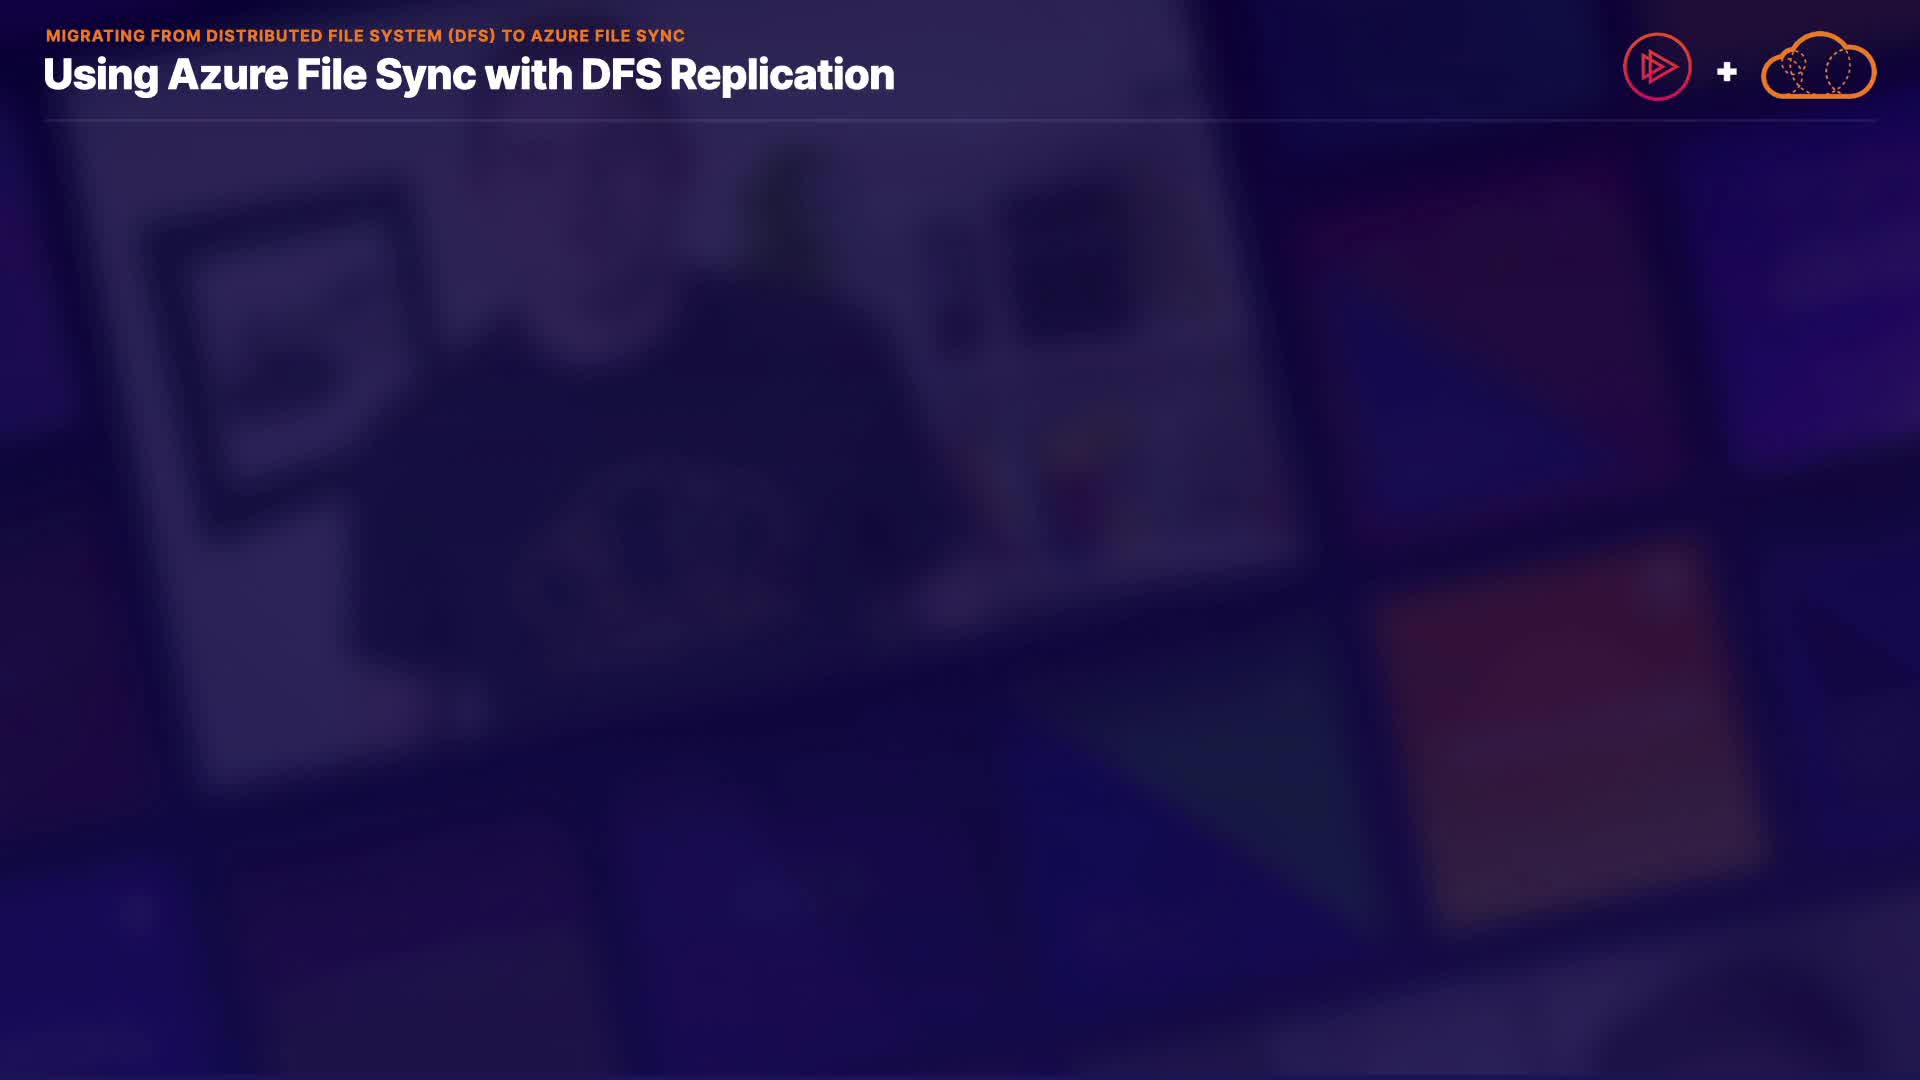 MIGRATING FROM DISTRIBUTED FILE SYSTEM (DFS) TO AZURE FILE SYNC
Using Azure File Sync with DFS Replication